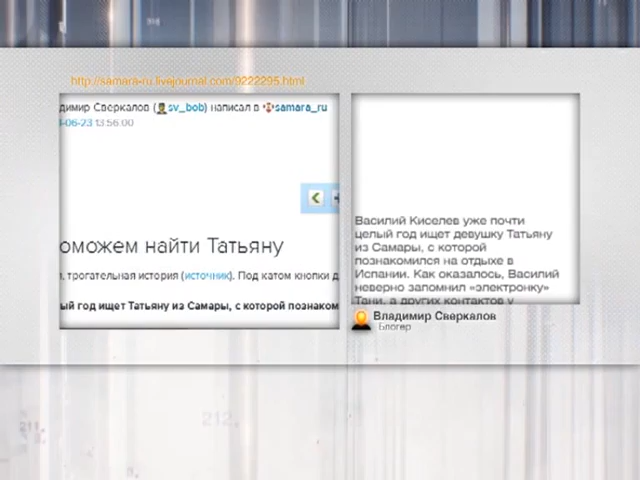 http://samara-ru.livejournal.com/9222295.html
димир Сверкалов (sv_bob) написал в samara_ru
-06-23 13:56:00
оможем найти Татьяну
, трогательная история (источник). Под катом кнопки д
ый год ищет Татьяну из Самары, с которой познаком
Василий Киселев уже почти
целый год ищет девушку Татьяну
из Самары, с которой
познакомился на отдыхе в
Испании. Как оказалось, Василий
неверно запомнил «электронку»
Тани, а других контактов у
Владимир Сверкалов
Блогер
212.
211.